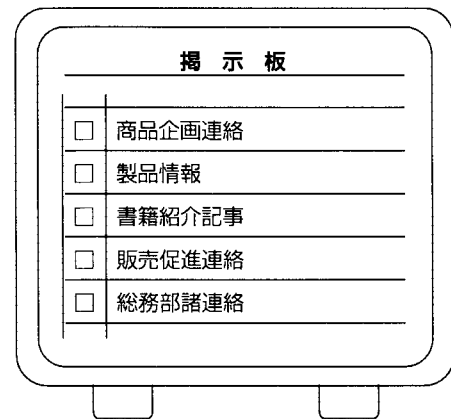 掲示板
□ 商品企画連絡
□ 製品情報
□ 書籍紹介記事
□ 販売促進連絡
□ 総務部諸連絡